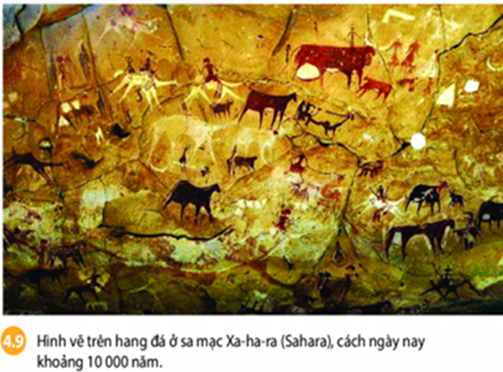 4.9 Hình vẽ trên hang đá ở sa mạc Xa-ha-ra (Sahara), cách ngày nay
khoảng 10 000 năm.